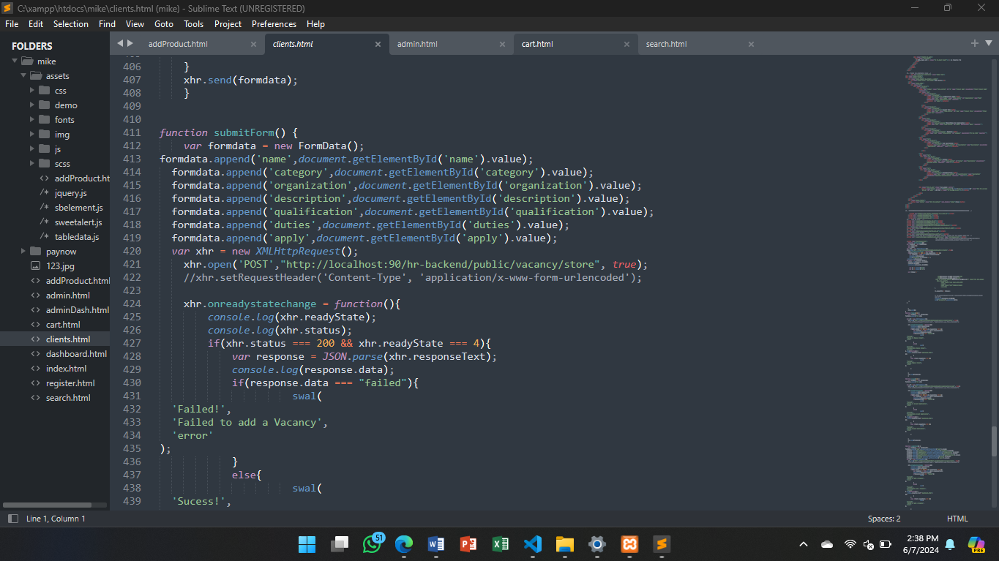 C:\xampp\htdocs\mike\clients.html (mike) - Sublime Text (UNREGISTERED)
File Edit Selection Find View Goto Tools Project Preferences Help
FOLDERS
mike
assets
css
demo
fonts
img
js
scss
addProduct.ht
jquery.js
sbelement.js
sweetalert.js
tabledata.js
paynow
123.jpg
addProduct.html
admin.html
adminDash.html
cart.html
clients.html
dashboard.html
index.html
register.html
search.html
addProduct.html clients.html admin.html cart.html search.html
406 }
407 xhr.send(formdata);
408 }
409
410
411 function submitForm() {
412 var formdata = new FormData();
413 formdata.append('name',document.getElementById('name').value);
414 formdata.append('category',document.getElementById('category').value);
415 formdata.append('organization',document.getElementById('organization').value);
416 formdata.append('description',document.getElementById('description').value);
417 formdata.append('qualification',document.getElementById('qualification').value);
418 formdata.append('duties',document.getElementById('duties').value);
419 formdata.append('apply',document.getElementById('apply').value);
420 var xhr = new XMLHttpRequest();
421 xhr.open('POST',"http://localhost:90/hr-backend/public/vacancy/store", true);
422 //xhr.setRequestHeader('Content-Type', 'application/x-www-form-urlencoded');
423
424 xhr.onreadystatechange = function(){
425 console.log(xhr.readyState);
426 console.log(xhr.status);
427 if(xhr.status === 200 && xhr.readyState === 4){
428 var response = JSON.parse(xhr.responseText);
429 console.log(response.data);
430 if(response.data === "failed"){
431 swal(
432 'Failed!',
433 'Failed to add a Vacancy',
434 'error'
435 );
436 }
437 else{
438 swal(
439 'Sucess!',
Line 1, Column 1 Spaces: 2 HTML
51
2:38 PM
6/7/2024
PRE